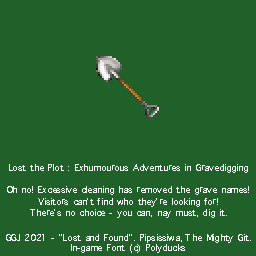 Lost the Plot : Exhumourous Adventures in Gravedigging
Oh no! Excessive cleaning has removed the grave names!
Visitors can't find who they're looking for!
There's no choice - you can, nay must, dig it.
GGJ 2021 - "Lost and Found". Pipsissiwa, The Mighty Git.
In-game Font (c) Polyducks